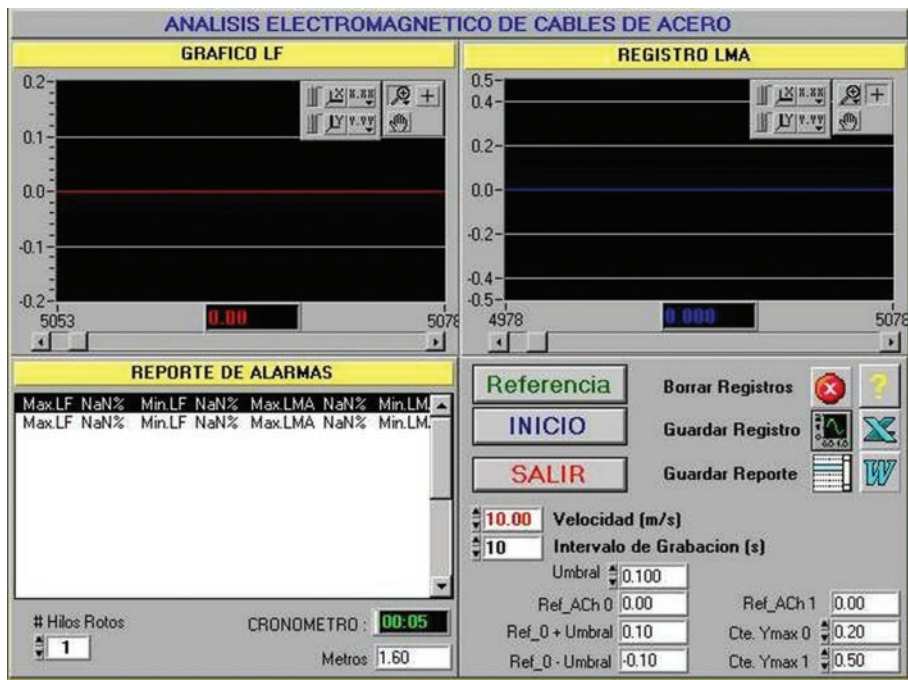 ANALISIS ELECTROMAGNETICO DE CABLES DE ACERO
GRAFICO LF
0.2
0.1
0.0
-0.1
-0.2
5053
0.00
5078
REGISTRO LMA
0.5
0.4
0.2
0.0
-0.2
-0.4
-0.5
4978
0.000
5078
REPORTE DE ALARMAS
Max.LF NaN% Min.LF NaN% Max.LMA NaN% Min.LM
Max.LF NaN% Min.LF NaN% Max.LMA NaN% Min.LM
# Hilos Rotos
1
CRONOMETRO : 00:05
Metros 1.60
Referencia
INICIO
SALIR
Borrar Registros
?
Guardar Registro
X
Guardar Reporte
W
10.00 Velocidad (m/s)
10 Intervalo de Grabacion (s)
Umbral 0.100
Ref_ACh 0 0.00
Ref_ACh 1 0.00
Ref_0 + Umbral 0.10
Cte. Ymax 0 0.20
Ref_0 - Umbral -0.10
Cte. Ymax 1 0.50